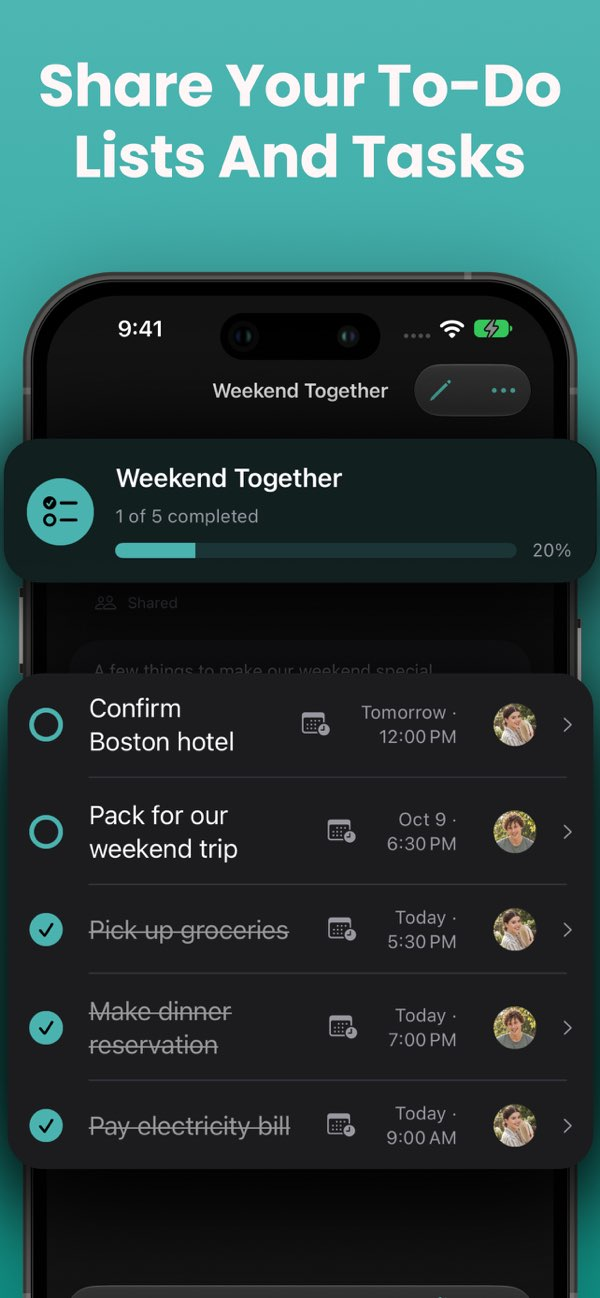 Share Your To-Do
Lists And Tasks
9:41
Weekend Together
Weekend Together
1 of 5 completed
20%
Shared
A few things to make our weekend special
Confirm
Boston hotel
Tomorrow ·
12:00 PM
Pack for our
weekend trip
Oct 9 ·
6:30 PM
Pick up groceries
Today ·
5:30 PM
Make dinner
reservation
Today ·
7:00 PM
Pay electricity bill
Today ·
9:00 AM